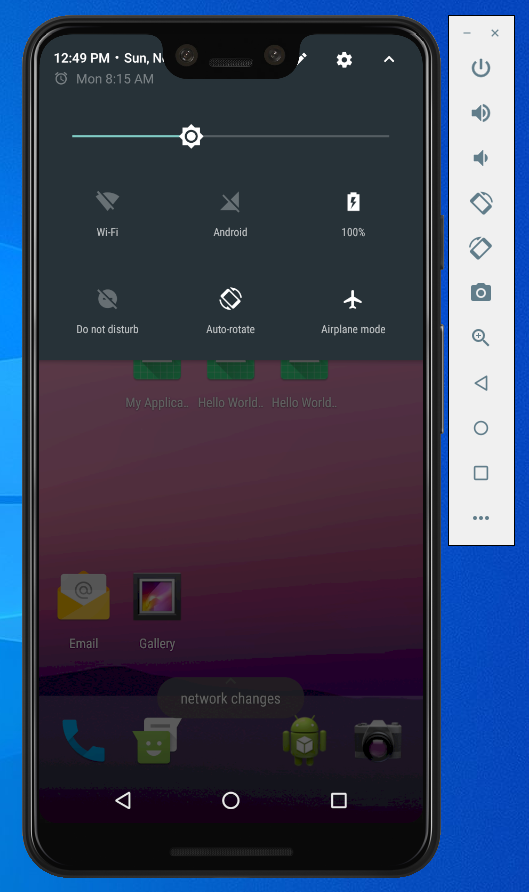 12:49 PM • Sun, N
Mon 8:15 AM
Wi-Fi
Android
100%
Do not disturb
Auto-rotate
Airplane mode
My Applica..
Hello World..
Hello World..
@
Email
Gallery
network changes